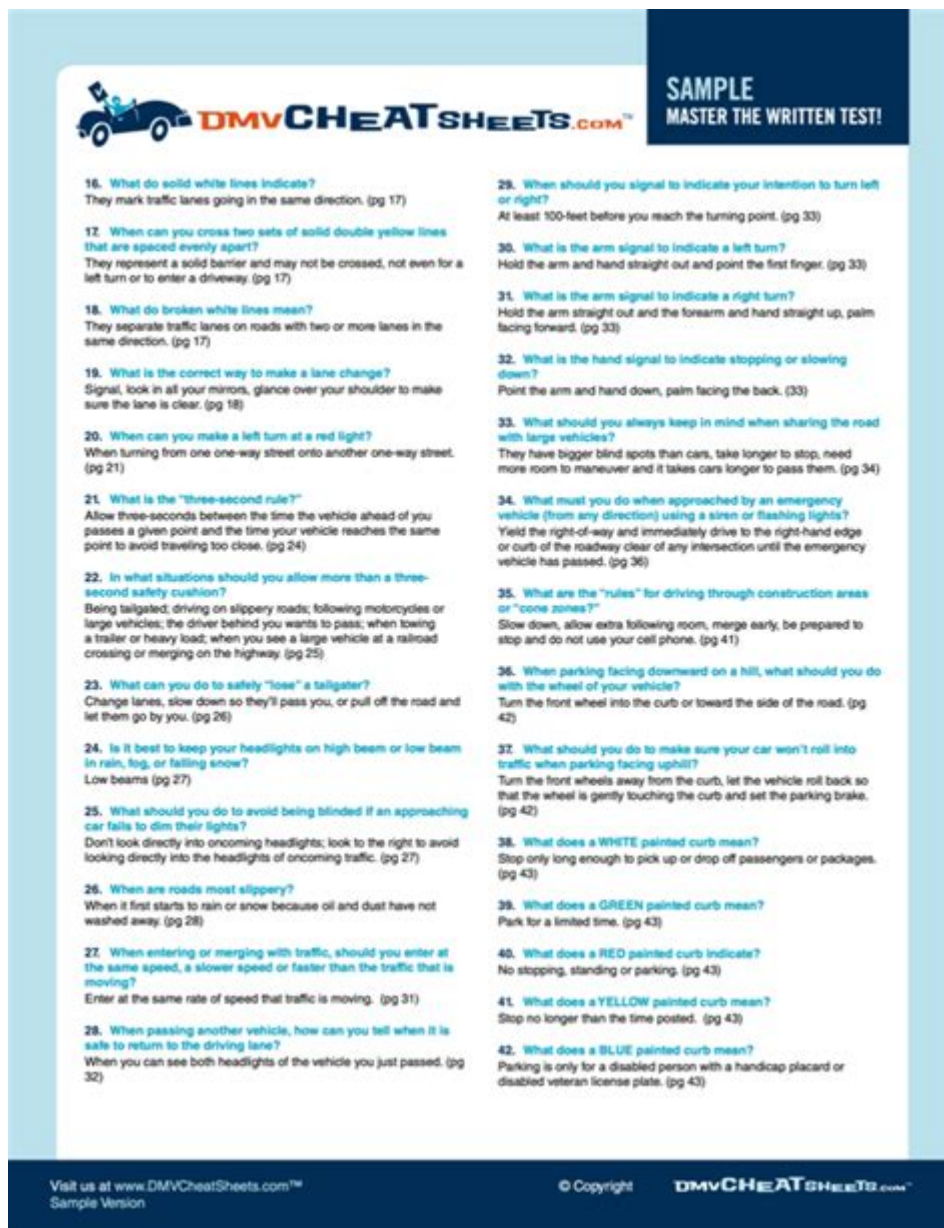 DMVCHEATSHEETS.COM™
SAMPLE
MASTER THE WRITTEN TEST!
16. What do solid white lines indicate?
They mark traffic lanes going in the same direction. (pg 17)
17. When can you cross two sets of solid double yellow lines
that are spaced evenly apart?
They represent a solid barrier and may not be crossed, not even for a
left turn or to enter a driveway. (pg 17)
18. What do broken white lines mean?
They separate traffic lanes on roads with two or more lanes in the
same direction. (pg 17)
19. What is the correct way to make a lane change?
Signal, look in all your mirrors, glance over your shoulder to make
sure the lane is clear. (pg 18)
20. When can you make a left turn at a red light?
When turning from one one-way street onto another one-way street.
(pg 21)
21. What is the "three-second rule?"
Allow three-seconds between the time the vehicle ahead of you
passes a given point and the time your vehicle reaches the same
point to avoid traveling too close. (pg 24)
22. In what situations should you allow more than a three-
second safety cushion?
Being tailgated; driving on slippery roads; following motorcycles or
large vehicles; the driver behind you wants to pass; when towing
a trailer or heavy load; when you see a large vehicle at a railroad
crossing or merging on the highway. (pg 25)
23. What can you do to safely "lose" a tailgater?
Change lanes, slow down so they'll pass you, or pull off the road and
let them go by you. (pg 26)
24. Is it best to keep your headlights on high beam or low beam
in rain, fog, or falling snow?
Low beams (pg 27)
25. What should you do to avoid being blinded if an approaching
car fails to dim their lights?
Don't look directly into oncoming headlights; look to the right to avoid
looking directly into the headlights of oncoming traffic. (pg 27)
26. When are roads most slippery?
When it first starts to rain or snow because oil and dust have not
washed away. (pg 28)
27. When entering or merging with traffic, should you enter at
the same speed, a slower speed or faster than the traffic that is
moving?
Enter at the same rate of speed that traffic is moving. (pg 31)
28. When passing another vehicle, how can you tell when it is
safe to return to the driving lane?
When you can see both headlights of the vehicle you just passed. (pg
32)
29. When should you signal to indicate your intention to turn left
or right?
At least 100-feet before you reach the turning point. (pg 33)
30. What is the arm signal to indicate a left turn?
Hold the arm and hand straight out and point the first finger. (pg 33)
31. What is the arm signal to indicate a right turn?
Hold the arm straight out and the forearm and hand straight up, palm
facing forward. (pg 33)
32. What is the hand signal to indicate stopping or slowing
down?
Point the arm and hand down, palm facing the back. (33)
33. What should you always keep in mind when sharing the road
with large vehicles?
They have bigger blind spots than cars, take longer to stop, need
more room to maneuver and it takes cars longer to pass them. (pg 34)
34. What must you do when approached by an emergency
vehicle (from any direction) using a siren or flashing lights?
Yield the right-of-way and immediately drive to the right-hand edge
or curb of the roadway clear of any intersection until the emergency
vehicle has passed. (pg 36)
35. What are the "rules" for driving through construction areas
or "cone zones?"
Slow down, allow extra following room, merge early, be prepared to
stop and do not use your cell phone. (pg 41)
36. When parking facing downward on a hill, what should you do
with the wheel of your vehicle?
Turn the front wheel into the curb or toward the side of the road. (pg
42)
37. What should you do to make sure your car won't roll into
traffic when parking facing uphill?
Turn the front wheels away from the curb, let the vehicle roll back so
that the wheel is gently touching the curb and set the parking brake.
(pg 42)
38. What does a WHITE painted curb mean?
Stop only long enough to pick up or drop off passengers or packages.
(pg 43)
39. What does a GREEN painted curb mean?
Park for a limited time. (pg 43)
40. What does a RED painted curb indicate?
No stopping, standing or parking. (pg 43)
41. What does a YELLOW painted curb mean?
Stop no longer than the time posted. (pg 43)
42. What does a BLUE painted curb mean?
Parking is only for a disabled person with a handicap placard or
disabled veteran license plate. (pg 43)
Visit us at www.DMVCheatSheets.com™
Sample Version
© Copyright
DMVCHEATSHEETS.COM™